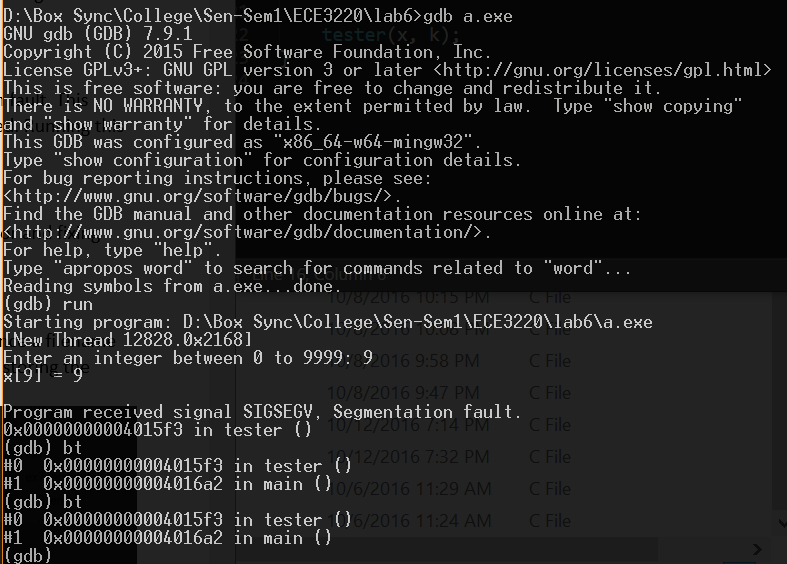 D:\Box Sync\College\Sen-Sem1\ECE3220\lab6>gdb a.exe
GNU gdb (GDB) 7.9.1
tester(x, k);
Copyright (C) 2015 Free Software Foundation, Inc.
License GPLv3+: GNU GPL version 3 or later <http://gnu.org/licenses/gpl.html>
This is free software: you are free to change and redistribute it.
There is NO WARRANTY, to the extent permitted by law.  Type "show copying"
and "show warranty" for details.
This GDB was configured as "x86_64-w64-mingw32".
Type "show configuration" for configuration details.
For bug reporting instructions, please see:
<http://www.gnu.org/software/gdb/bugs/>.
Find the GDB manual and other documentation resources online at:
<http://www.gnu.org/software/gdb/documentation/>.
For help, type "help".
Type "apropos word" to search for commands related to "word"...
Reading symbols from a.exe...done.
(gdb) run
10/8/2016 10:15 PM C File
Starting program: D:\Box Sync\College\Sen-Sem1\ECE3220\lab6\a.exe
[New Thread 12828.0x2168]
Enter an integer between 0 to 9999: 9
10/8/2016 9:58 PM C File
x[9] = 9
10/8/2016 9:47 PM C File
Program received signal SIGSEGV, Segmentation fault.
0x00000000004015f3 in tester ()
10/12/2016 7:14 PM C File
(gdb) bt
10/12/2016 7:32 PM C File
#0  0x00000000004015f3 in tester ()
#1  0x00000000004016a2 in main ()
10/6/2016 11:29 AM C File
(gdb) bt
#0  0x00000000004015f3 in tester ()
10/6/2016 11:24 AM C File
#1  0x00000000004016a2 in main ()
(gdb)